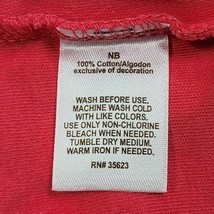 NB
100% Cotton/Algodon
exclusive of decoration
WASH BEFORE USE.
MACHINE WASH COLD
WITH LIKE COLORS.
USE ONLY NON-CHLORINE
BLEACH WHEN NEEDED.
TUMBLE DRY MEDIUM.
WARM IRON IF NEEDED.
RN# 35623